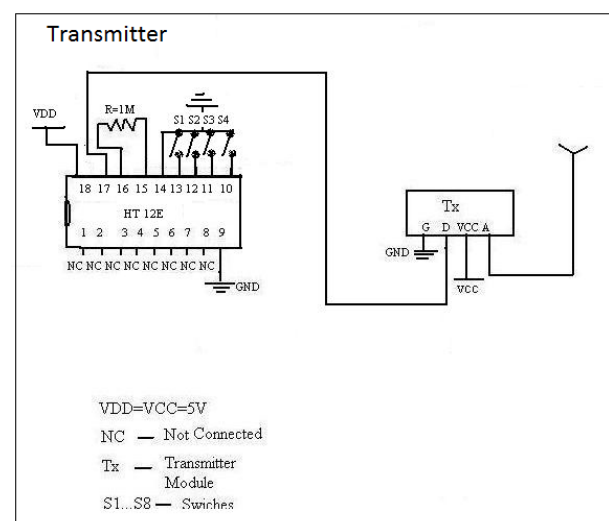 Transmitter
VDD
R=1M
S1 S2 S3 S4
18 17 16 15 14 13 12 11 10
HT 12E
1 2 3 4 5 6 7 8 9
NC NC NC NC NC NC NC NC
GND
Tx
G D VCC A
GND
VCC
VDD=VCC=5V
NC — Not Connected
Tx — Transmitter
Module
S1...S8 — Swiches